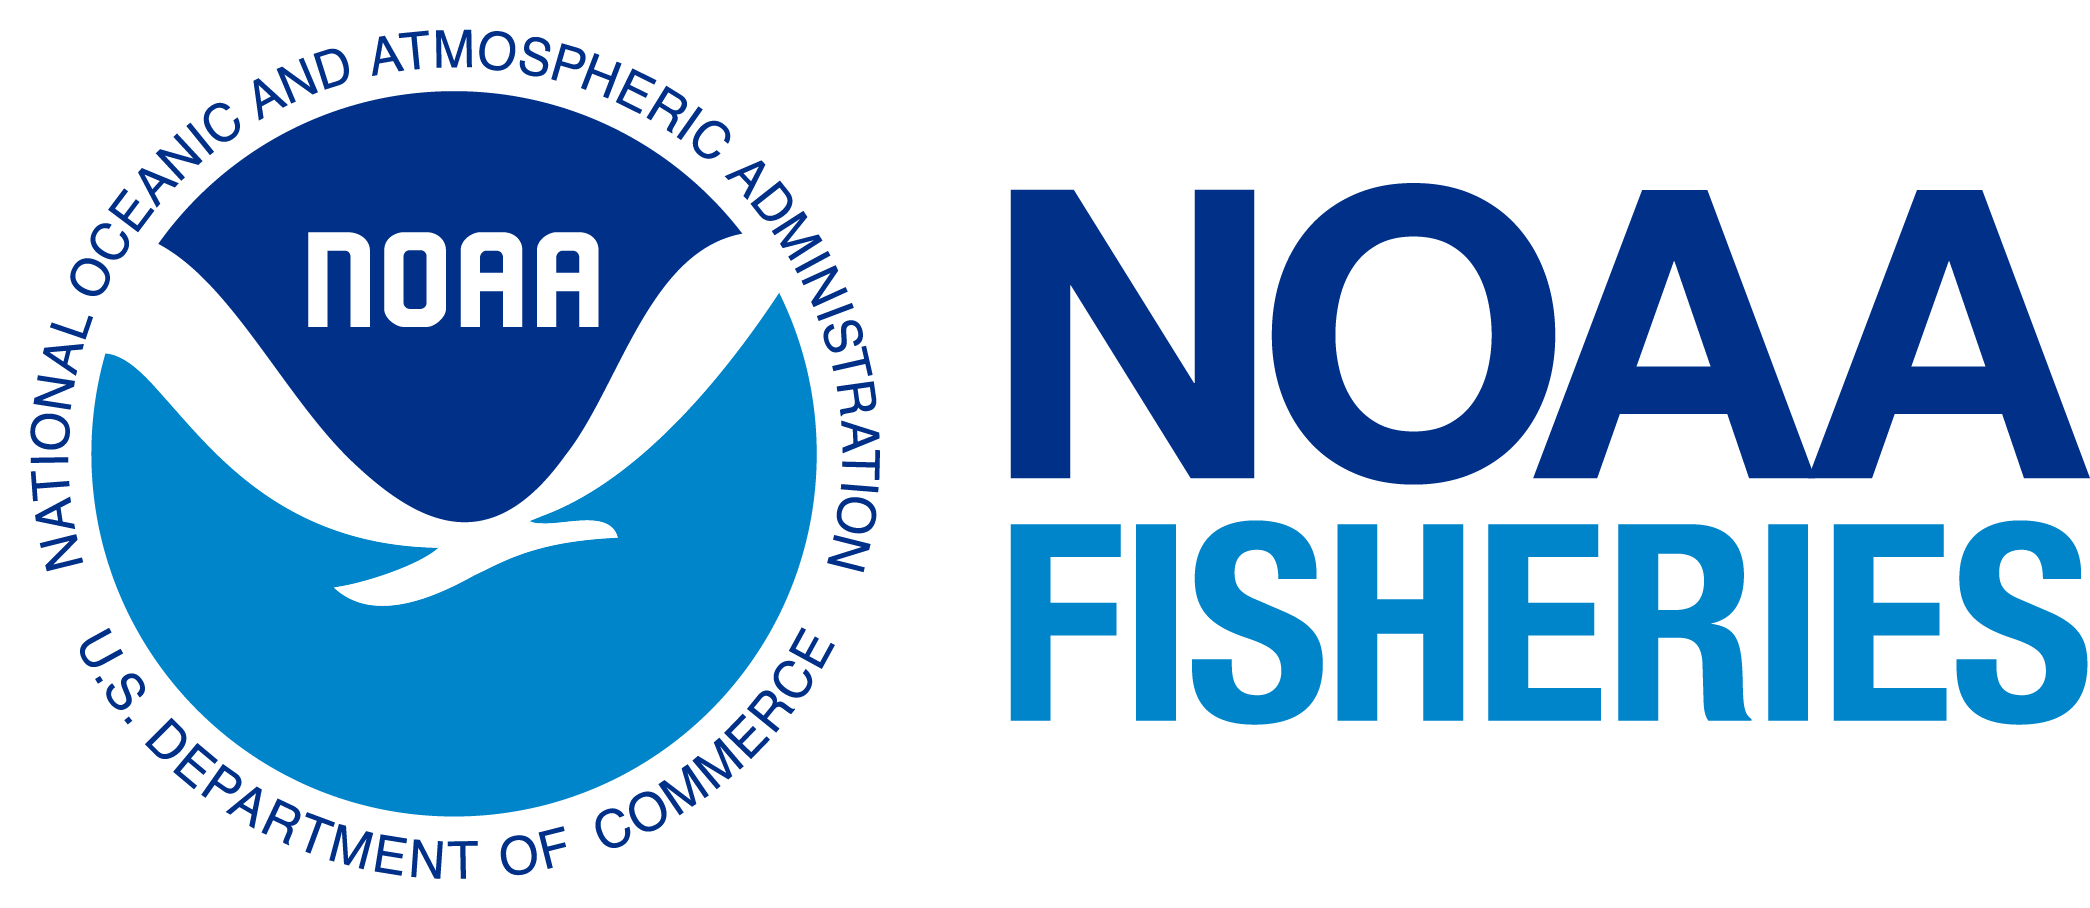 NATIONAL OCEANIC AND ATMOSPHERIC ADMINISTRATION
NOAA
U.S. DEPARTMENT OF COMMERCE
NOAA
FISHERIES